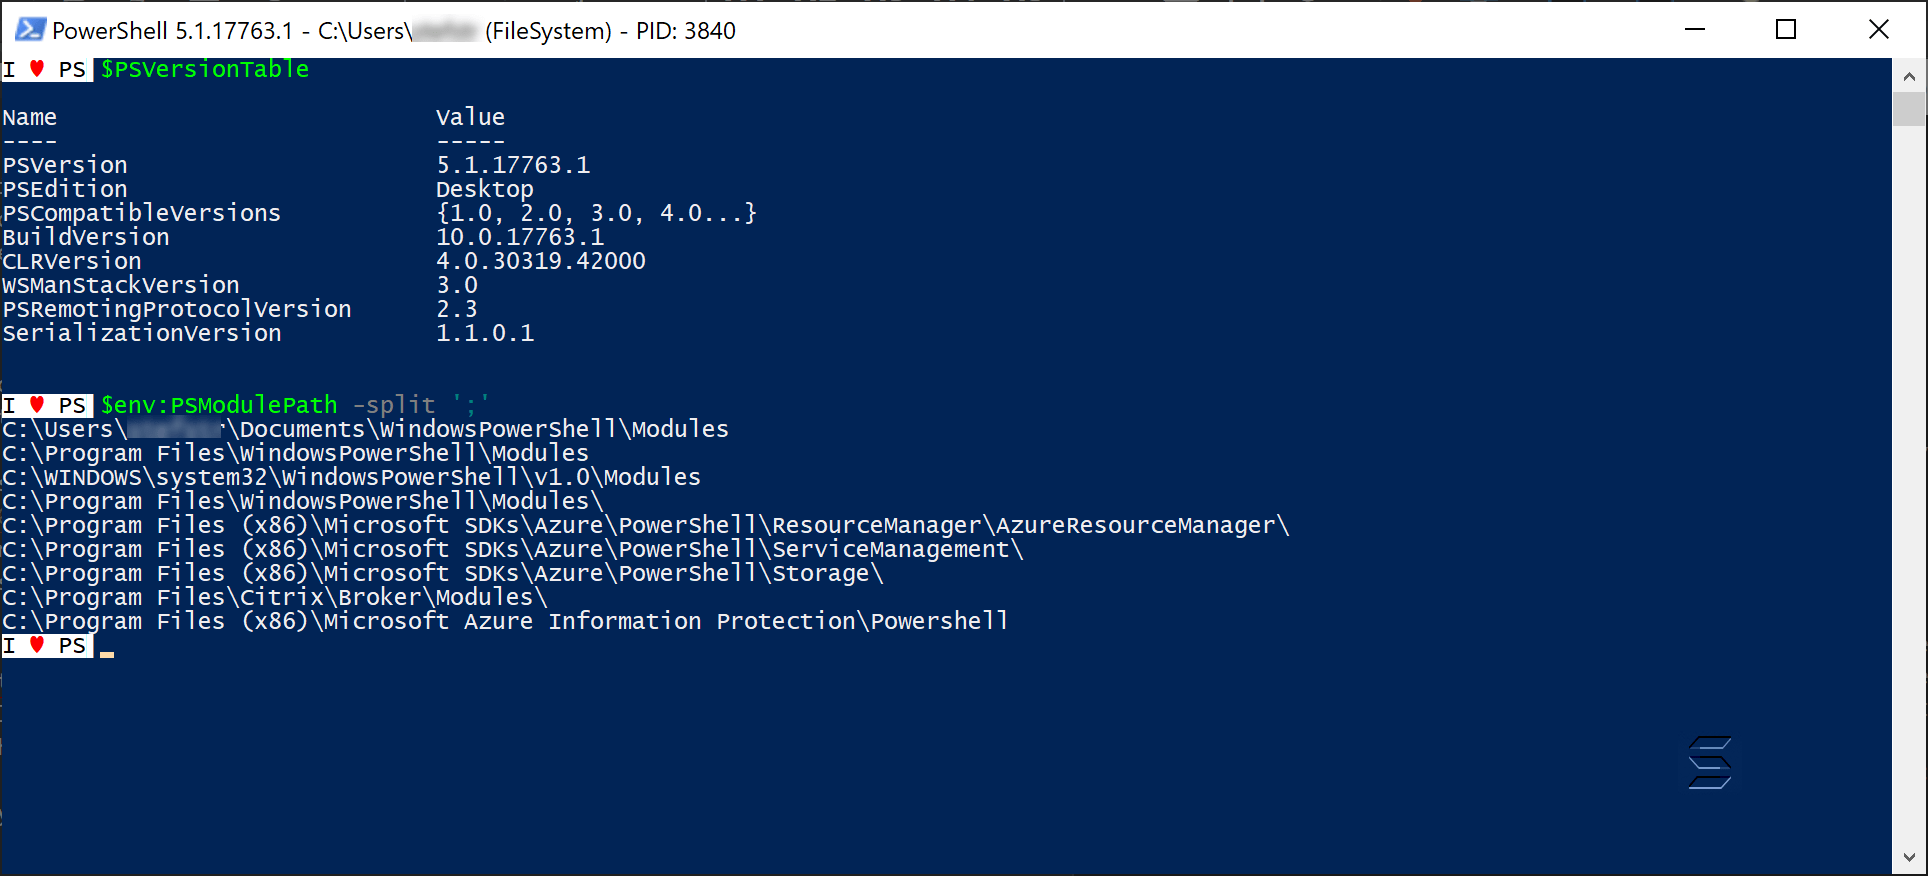 PowerShell 5.1.17763.1 - C:\Users\ (FileSystem) - PID: 3840
I ♥ PS $PSVersionTable
Name Value
---- -----
PSVersion 5.1.17763.1
PSEdition Desktop
PSCompatibleVersions {1.0, 2.0, 3.0, 4.0...}
BuildVersion 10.0.17763.1
CLRVersion 4.0.30319.42000
WSManStackVersion 3.0
PSRemotingProtocolVersion 2.3
SerializationVersion 1.1.0.1
I ♥ PS $env:PSModulePath -split ';'
C:\Users\ \Documents\WindowsPowerShell\Modules
C:\Program Files\WindowsPowerShell\Modules
C:\WINDOWS\system32\WindowsPowerShell\v1.0\Modules
C:\Program Files\WindowsPowerShell\Modules\
C:\Program Files (x86)\Microsoft SDKs\Azure\PowerShell\ResourceManager\AzureResourceManager\
C:\Program Files (x86)\Microsoft SDKs\Azure\PowerShell\ServiceManagement\
C:\Program Files (x86)\Microsoft SDKs\Azure\PowerShell\Storage\
C:\Program Files\Citrix\Broker\Modules\
C:\Program Files (x86)\Microsoft Azure Information Protection\Powershell
I ♥ PS